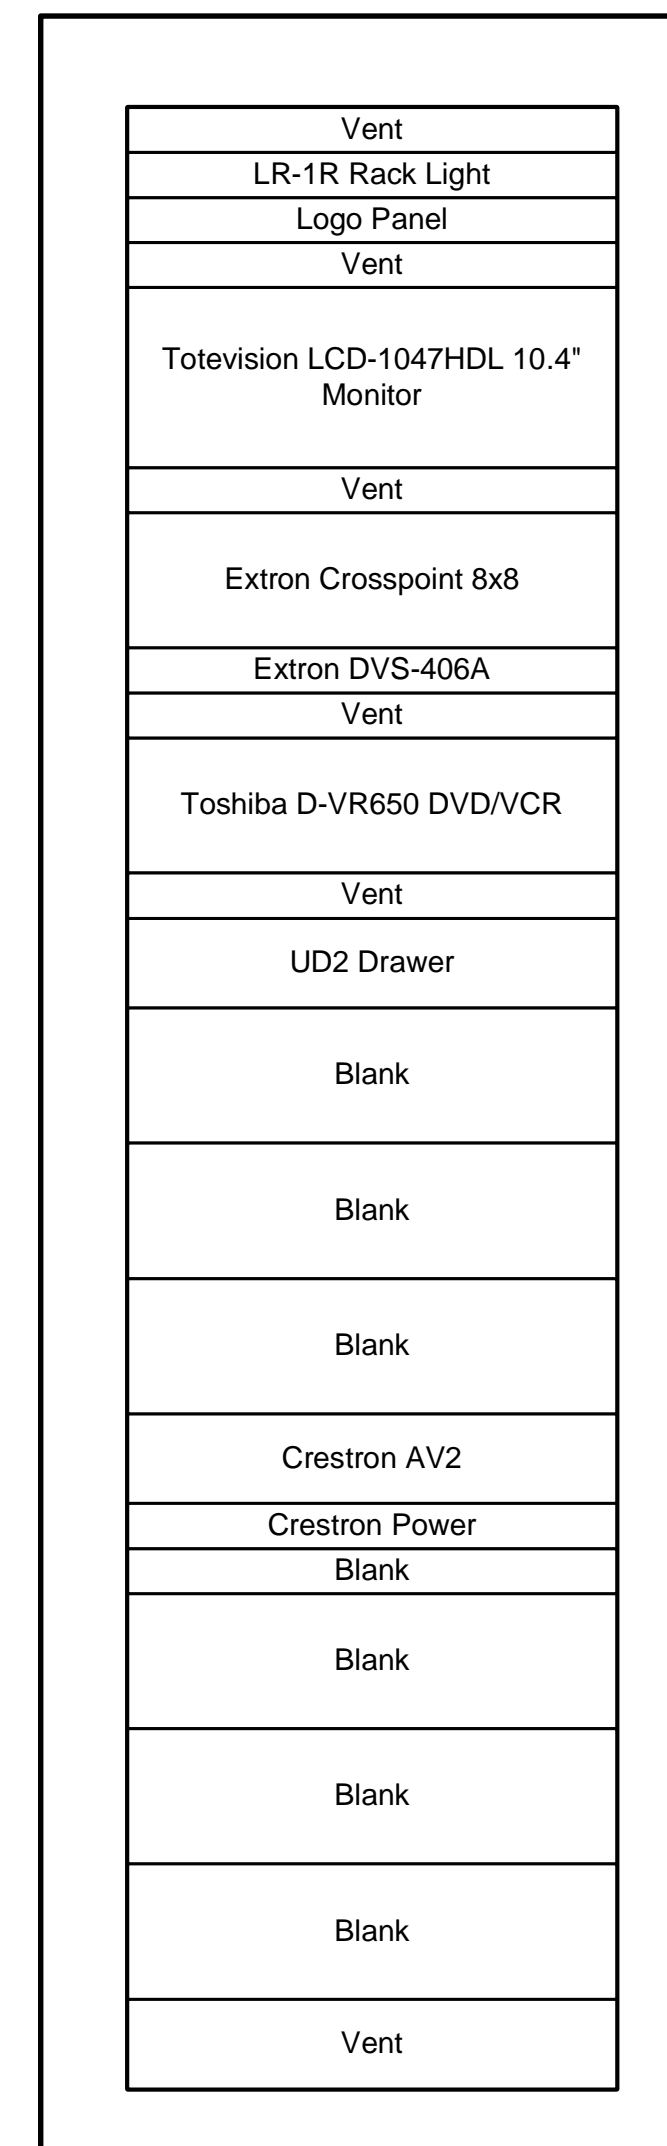 Vent
LR-1R Rack Light
Logo Panel
Vent
Totevision LCD-1047HDL 10.4"
Monitor
Vent
Extron Crosspoint 8x8
Extron DVS-406A
Vent
Toshiba D-VR650 DVD/VCR
Vent
UD2 Drawer
Blank
Blank
Blank
Crestron AV2
Crestron Power
Blank
Blank
Blank
Blank
Vent